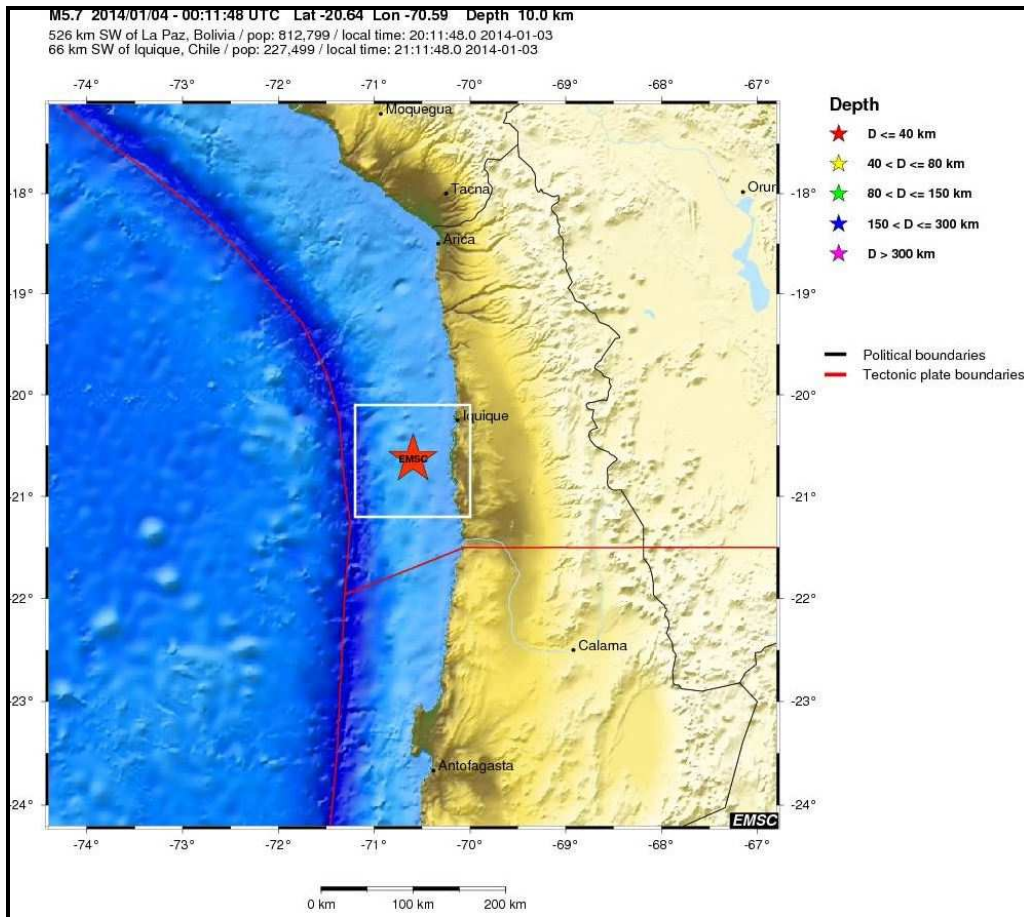 M5.7 2014/01/04 - 00:11:48 UTC Lat -20.64 Lon -70.59 Depth 10.0 km
526 km SW of La Paz, Bolivia / pop: 812,799 / local time: 20:11:48.0 2014-01-03
66 km SW of Iquique, Chile / pop: 227,499 / local time: 21:11:48.0 2014-01-03
-74° -73° -72° -71° -70° -69° -68° -67°
Moquegua
Depth
D <= 40 km
40 < D <= 80 km
-18° Tacna Orur -18°
80 < D <= 150 km
150 < D <= 300 km
Arica
D > 300 km
-19° -19°
Political boundaries
Tectonic plate boundaries
-20° -20°
Iquique
EMSC
-21° -21°
-22° -22°
Calama
-23° -23°
Antofagasta
-24° -24°
EMSC
-74° -73° -72° -71° -70° -69° -68° -67°
0 km 100 km 200 km